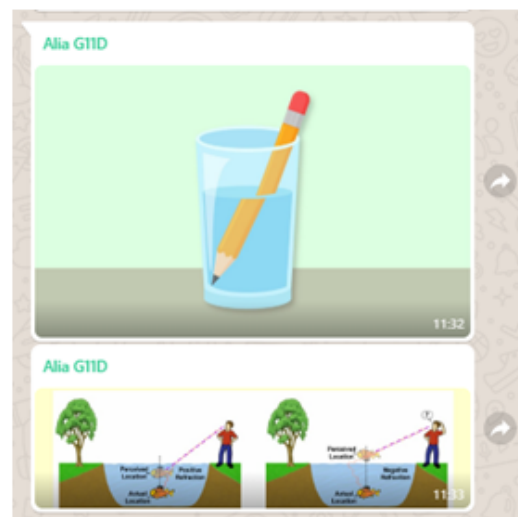 Alia G11D
11:32
Alia G11D
?
Perceived
Location
Positive
Refraction
Actual
Location
Perceived
Location
Negative
Refraction
Actual
Location
11:33